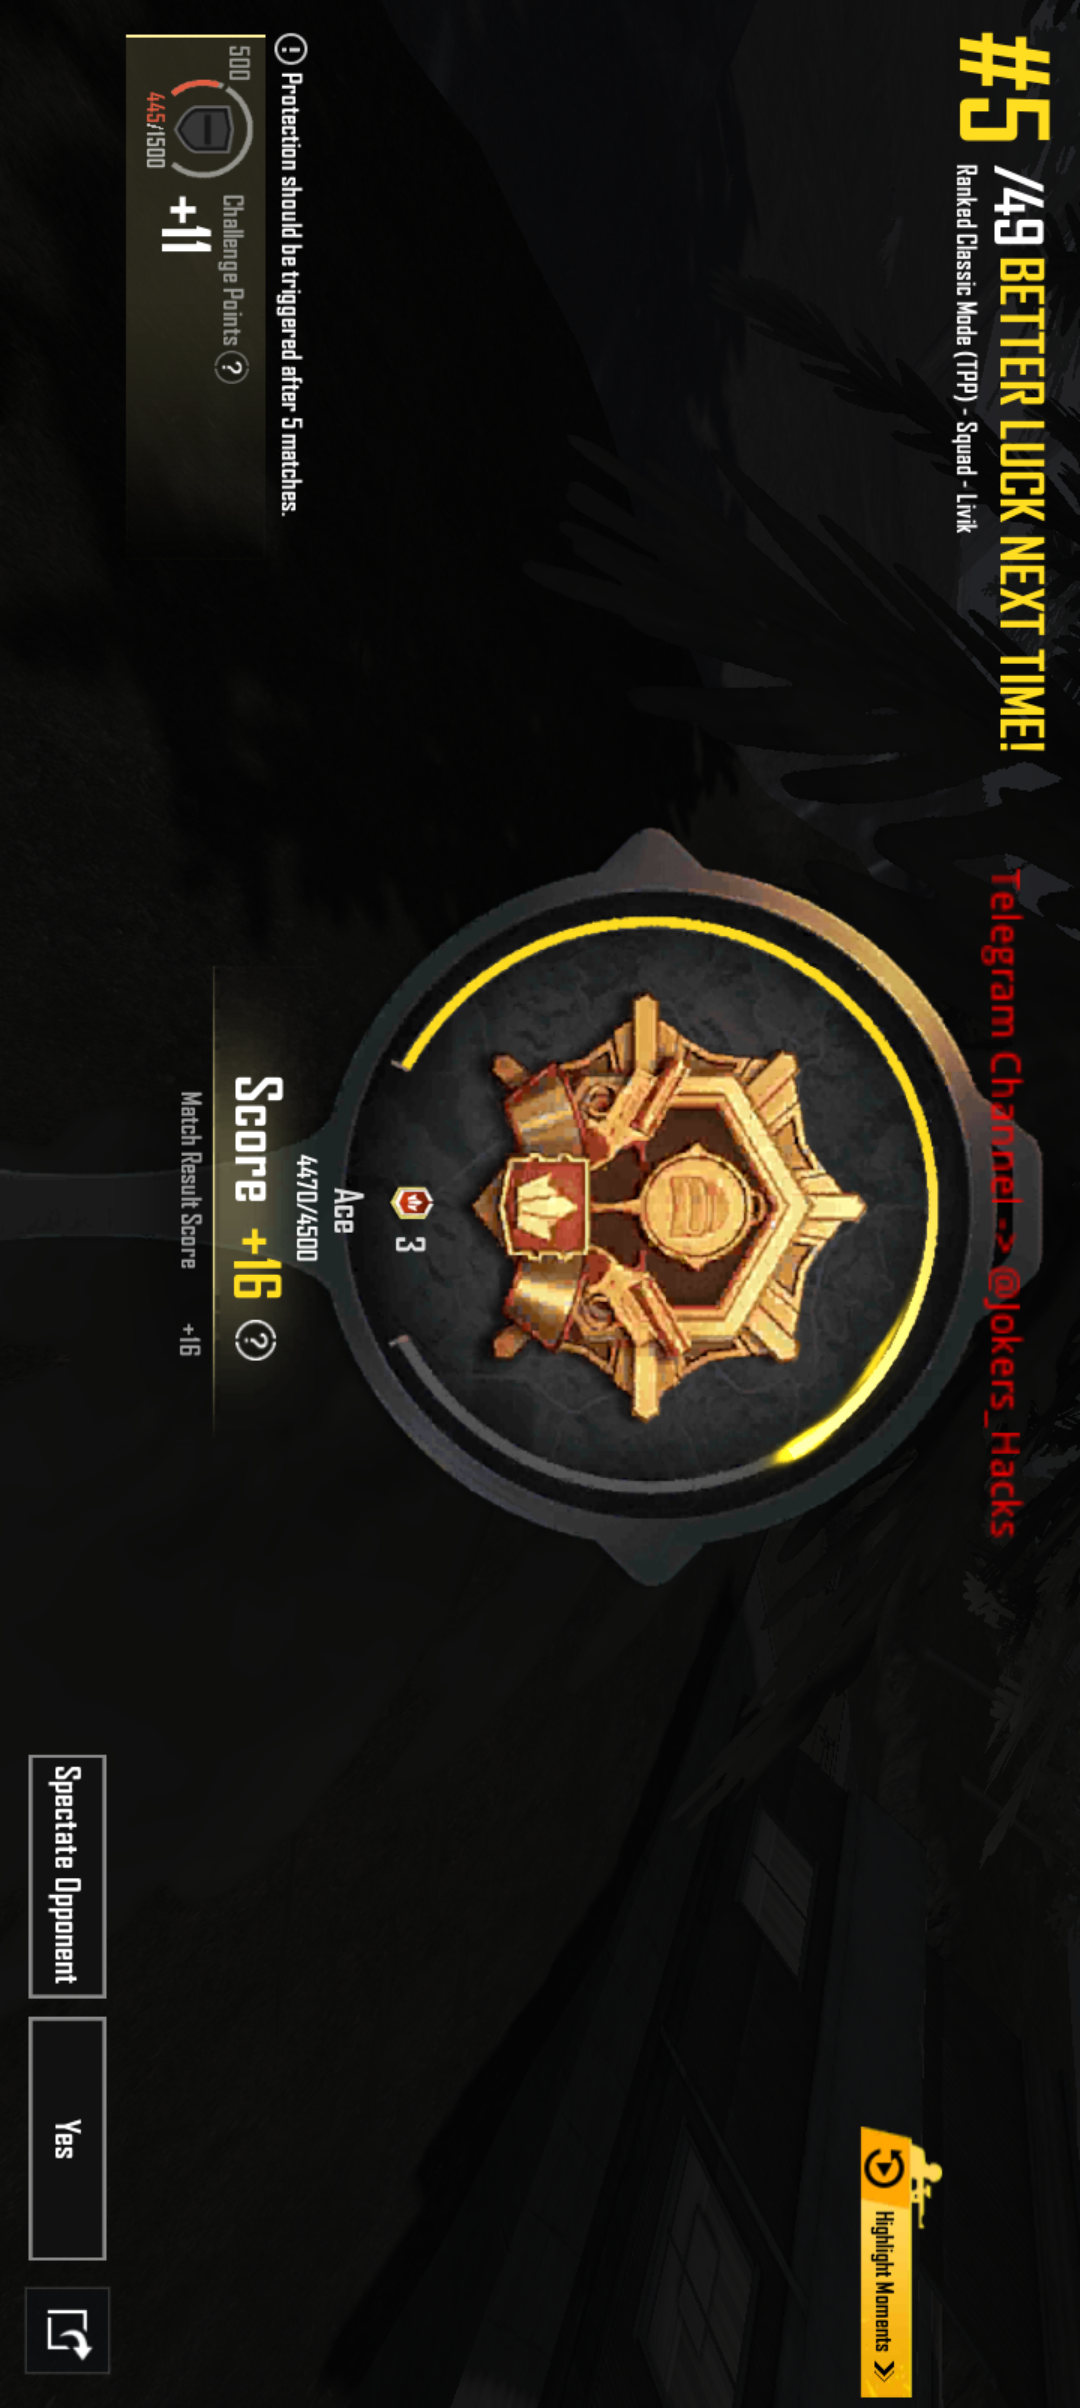 #5 /49 BETTER LUCK NEXT TIME!
Ranked Classic Mode (TPP) - Squad - Livik
Telegram Channel -> @Jokers_Hacks
Highlight Moments
3
Ace
4470/4500
Score +16 ?
Match Result Score +16
! Protection should be triggered after 5 matches.
500
Challenge Points ?
445/1500
+11
Spectate Opponent
Yes